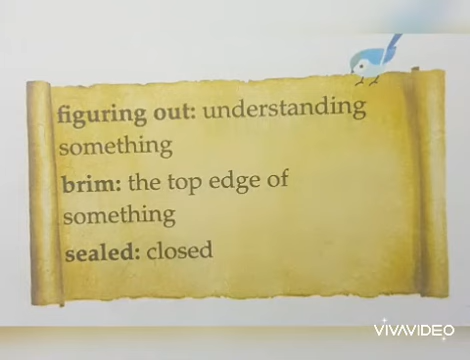 figuring out: understanding
something
brim: the top edge of
something
sealed: closed
VIVAVIDEO